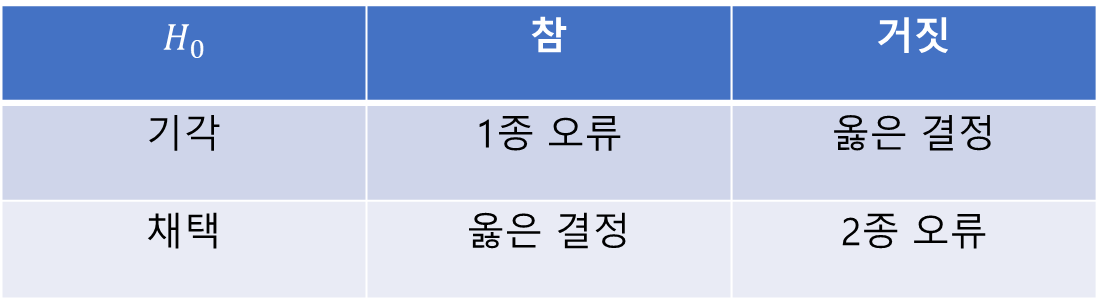 H₀ 참 거짓
기각 1종 오류 옳은 결정
채택 옳은 결정 2종 오류